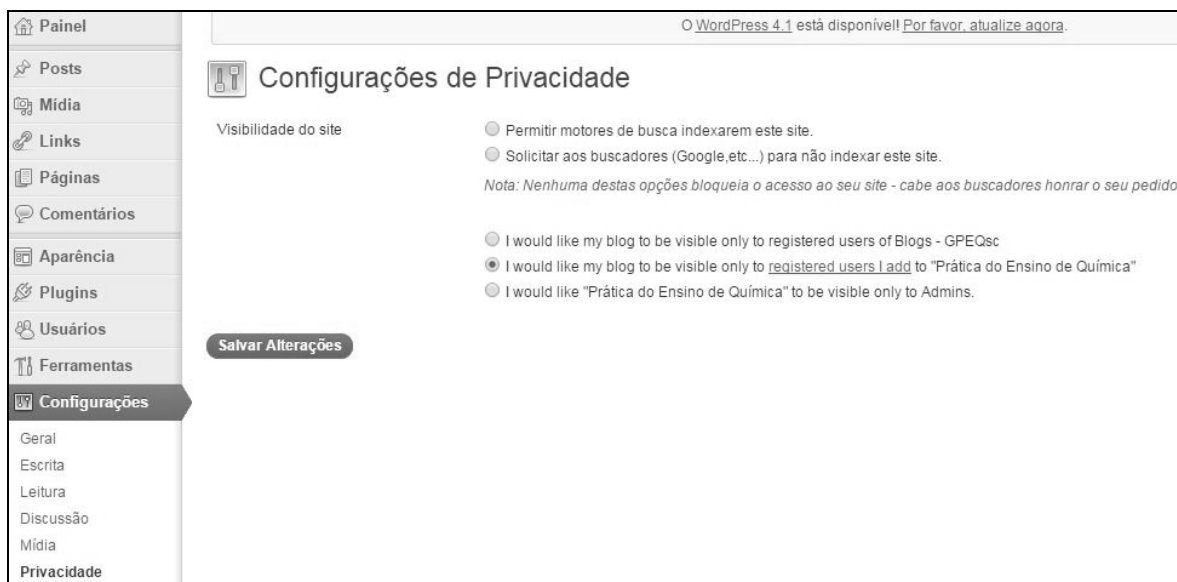 Painel
Posts
Mídia
Links
Páginas
Comentários
Aparência
Plugins
Usuários
Ferramentas
Configurações
Geral
Escrita
Leitura
Discussão
Mídia
Privacidade
O WordPress 4.1 está disponível! Por favor, atualize agora.
Configurações de Privacidade
Visibilidade do site
Permitir motores de busca indexarem este site.
Solicitar aos buscadores (Google,etc...) para não indexar este site.
Nota: Nenhuma destas opções bloqueia o acesso ao seu site - cabe aos buscadores honrar o seu pedido
I would like my blog to be visible only to registered users of Blogs - GPEQsc
I would like my blog to be visible only to registered users I add to "Prática do Ensino de Química"
I would like "Prática do Ensino de Química" to be visible only to Admins.
Salvar Alterações